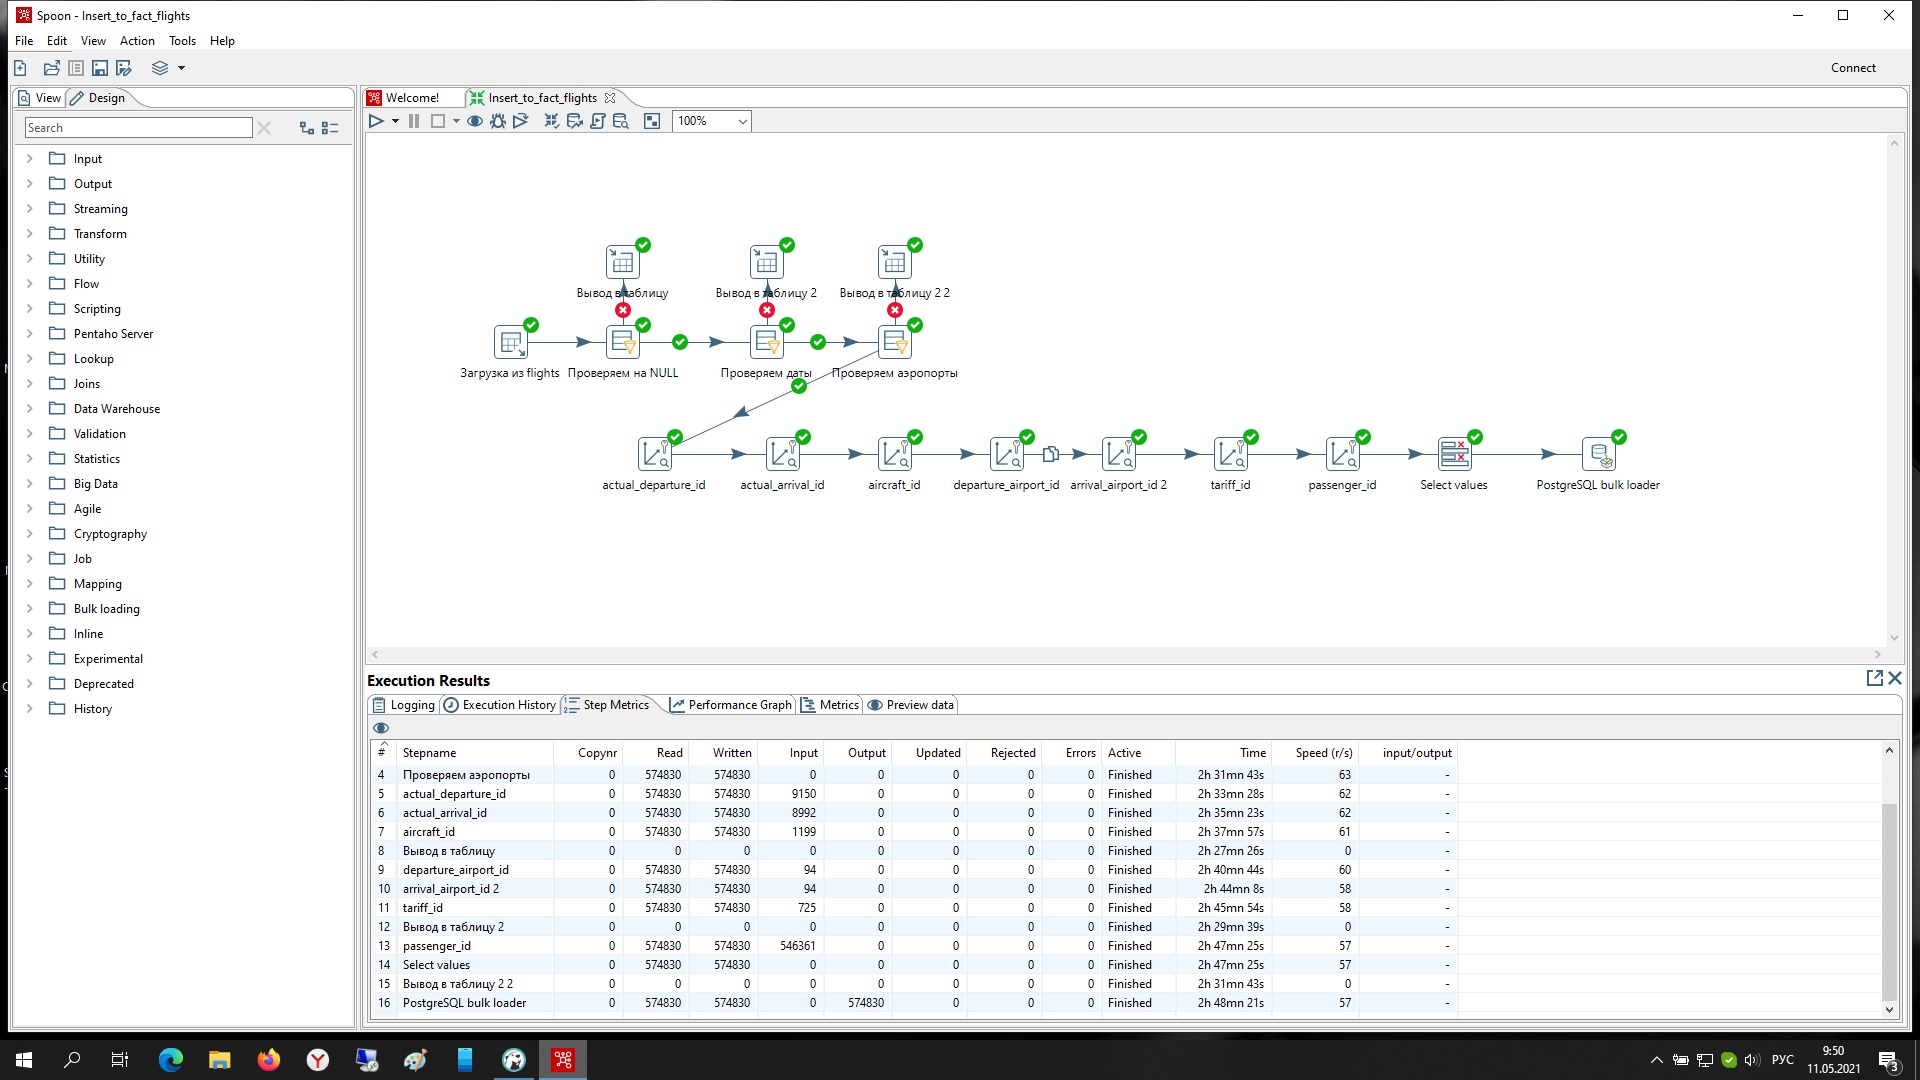 Spoon - Insert_to_fact_flights
File Edit View Action Tools Help
Connect
View Design
Search
Input
Output
Streaming
Transform
Utility
Flow
Scripting
Pentaho Server
Lookup
Joins
Data Warehouse
Validation
Statistics
Big Data
Agile
Cryptography
Job
Mapping
Bulk loading
Inline
Experimental
Deprecated
History
Welcome! Insert_to_fact_flights
100%
Вывод в таблицу Вывод в таблицу 2 Вывод в таблицу 2 2
Загрузка из flights Проверяем на NULL Проверяем даты Проверяем аэропорты
actual_departure_id actual_arrival_id aircraft_id departure_airport_id arrival_airport_id 2 tariff_id passenger_id Select values PostgreSQL bulk loader
Execution Results
Logging Execution History Step Metrics Performance Graph Metrics Preview data
# Stepname Copynr Read Written Input Output Updated Rejected Errors Active Time Speed (r/s) input/output
4 Проверяем аэропорты 0 574830 574830 0 0 0 0 0 Finished 2h 31mn 43s 63 -
5 actual_departure_id 0 574830 574830 9150 0 0 0 0 Finished 2h 33mn 28s 62 -
6 actual_arrival_id 0 574830 574830 8992 0 0 0 0 Finished 2h 35mn 23s 62 -
7 aircraft_id 0 574830 574830 1199 0 0 0 0 Finished 2h 37mn 57s 61 -
8 Вывод в таблицу 0 0 0 0 0 0 0 0 Finished 2h 27mn 26s 0 -
9 departure_airport_id 0 574830 574830 94 0 0 0 0 Finished 2h 40mn 44s 60 -
10 arrival_airport_id 2 0 574830 574830 94 0 0 0 0 Finished 2h 44mn 8s 58 -
11 tariff_id 0 574830 574830 725 0 0 0 0 Finished 2h 45mn 54s 58 -
12 Вывод в таблицу 2 0 0 0 0 0 0 0 0 Finished 2h 29mn 39s 0 -
13 passenger_id 0 574830 574830 546361 0 0 0 0 Finished 2h 47mn 25s 57 -
14 Select values 0 574830 574830 0 0 0 0 0 Finished 2h 47mn 25s 57 -
15 Вывод в таблицу 2 2 0 0 0 0 0 0 0 0 Finished 2h 31mn 43s 0 -
16 PostgreSQL bulk loader 0 574830 574830 0 574830 0 0 0 Finished 2h 48mn 21s 57 -
РУС
9:50
11.05.2021
3